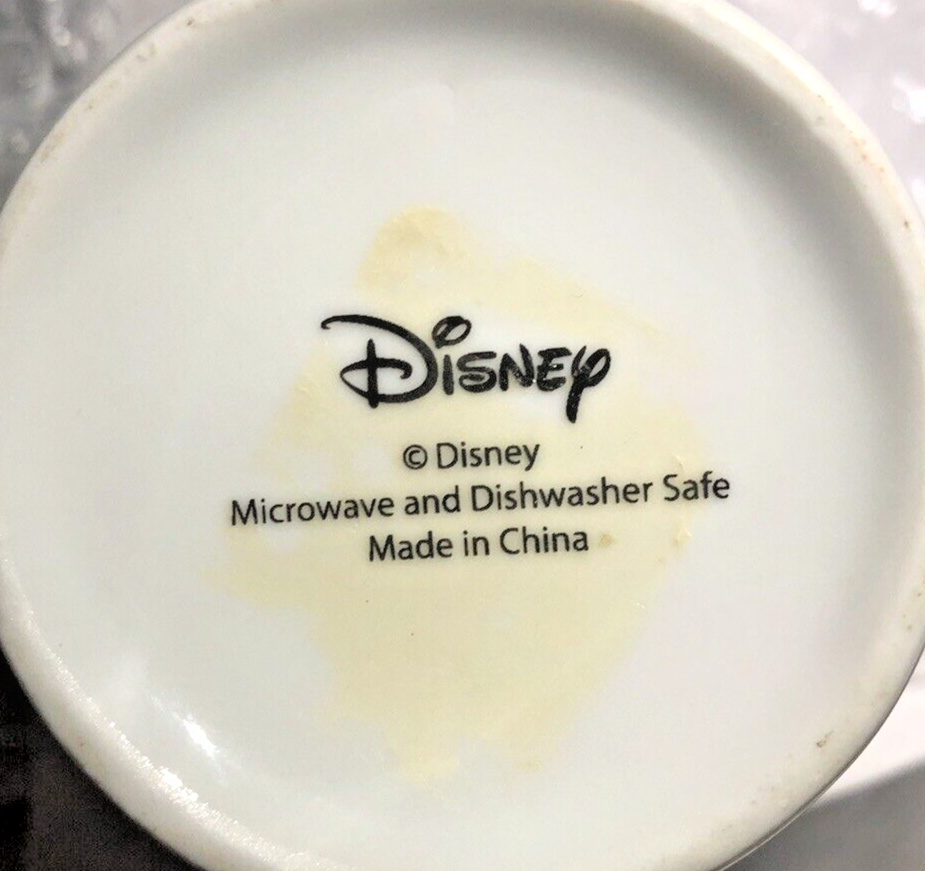 Disney
© Disney
Microwave and Dishwasher Safe
Made in China